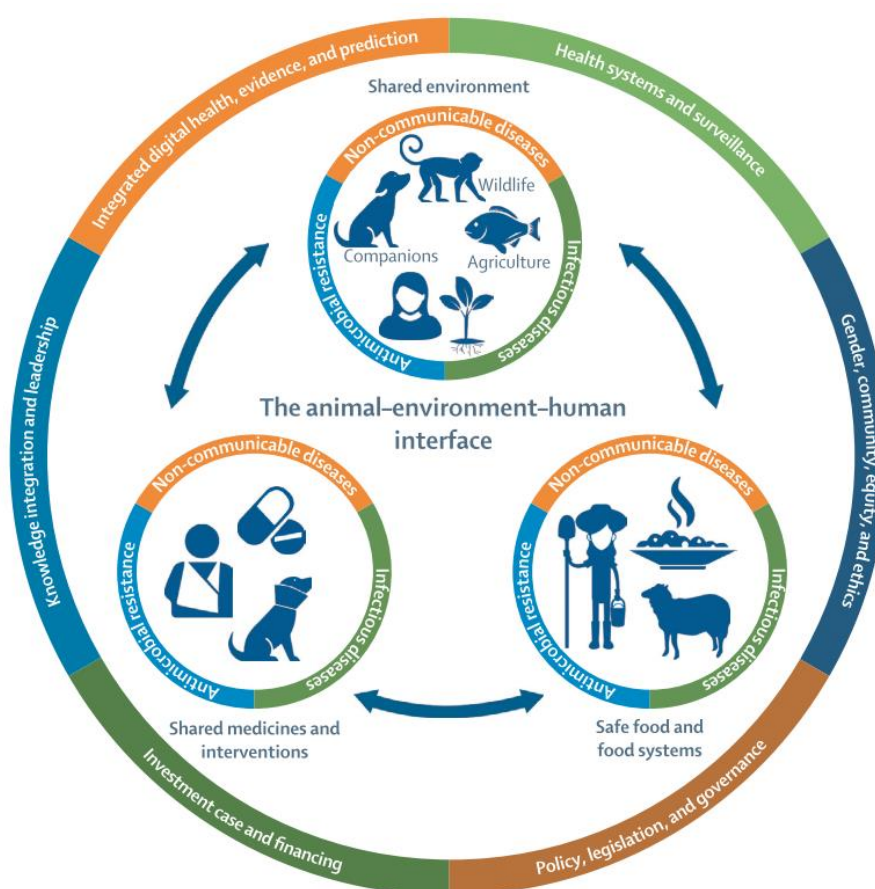 Integrated digital health, evidence, and prediction
Health systems and surveillance
Shared environment
Non-communicable diseases
Wildlife
Companions
Agriculture
Antimicrobial resistance
Infectious diseases
Knowledge integration and leadership
Gender, community, equity, and ethics
The animal–environment–human
interface
Non-communicable diseases
Antimicrobial resistance
Infectious diseases
Non-communicable diseases
Antimicrobial resistance
Infectious diseases
Shared medicines and
interventions
Safe food and
food systems
Investment case and financing
Policy, legislation, and governance